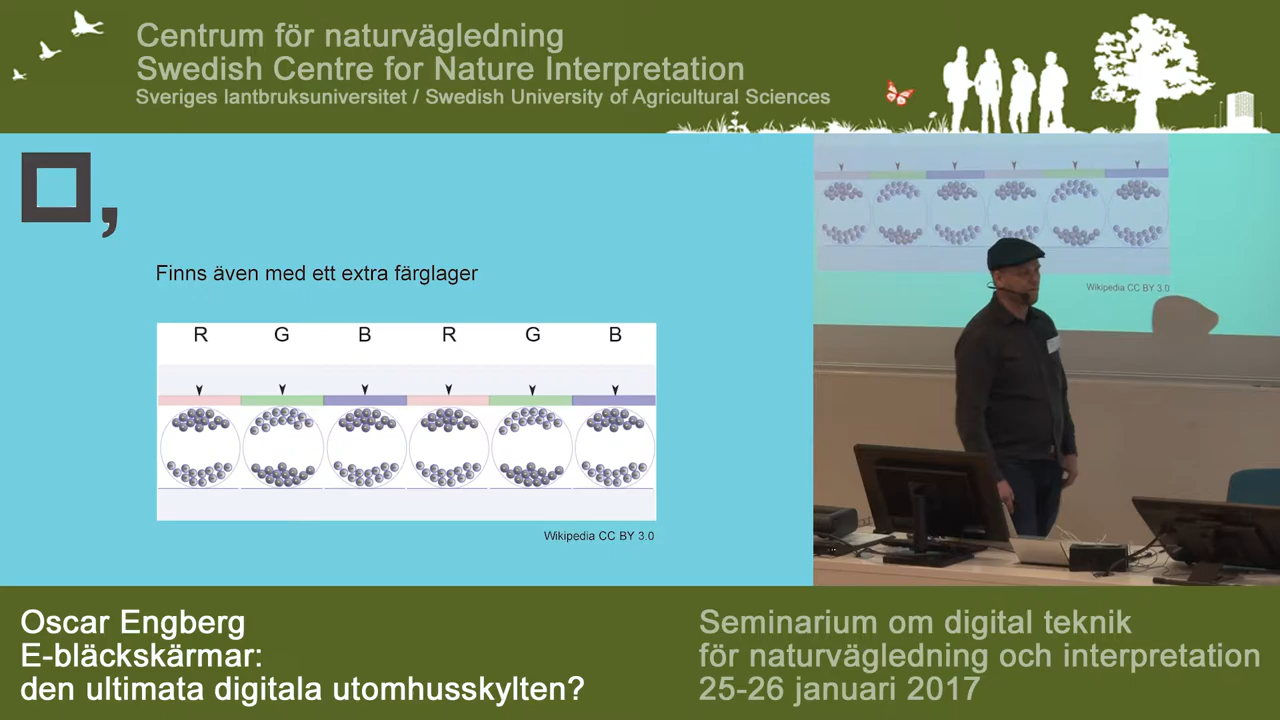 Centrum för naturvägledning
Swedish Centre for Nature Interpretation
Sveriges lantbruksuniversitet / Swedish University of Agricultural Sciences
Finns även med ett extra färglager
R G B R G B
Wikipedia CC BY 3.0
Wikipedia CC BY 3.0
Oscar Engberg
E-bläckskärmar:
den ultimata digitala utomhusskylten?
Seminarium om digital teknik
för naturvägledning och interpretation
25-26 januari 2017